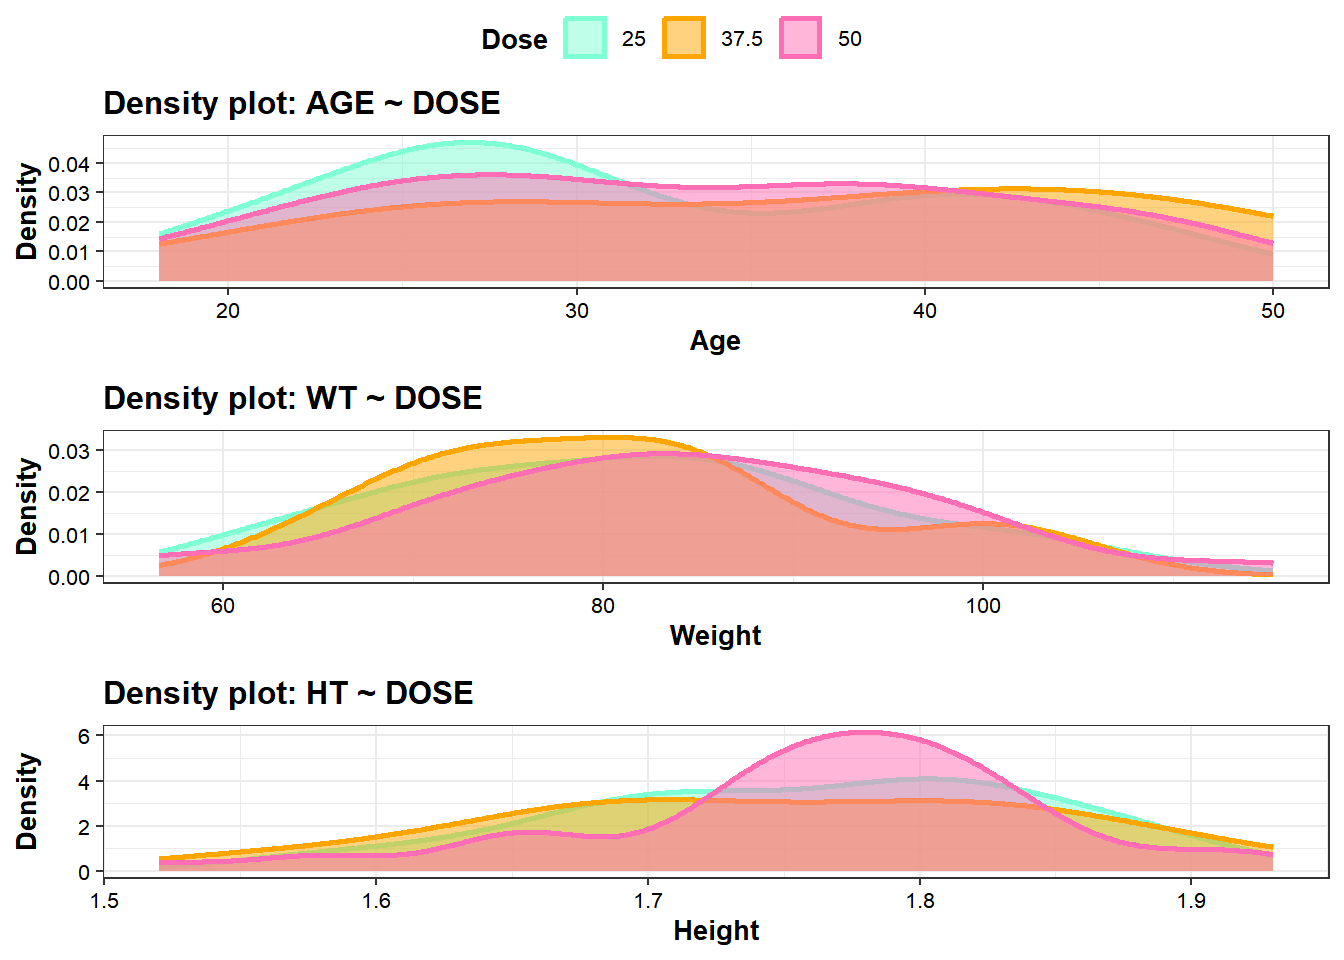 Dose 25 37.5 50
Density plot: AGE ~ DOSE
Density
0.04
0.03
0.02
0.01
0.00
20 30 40 50
Age
Density plot: WT ~ DOSE
Density
0.03
0.02
0.01
0.00
60 80 100
Weight
Density plot: HT ~ DOSE
Density
6
4
2
0
1.5 1.6 1.7 1.8 1.9
Height